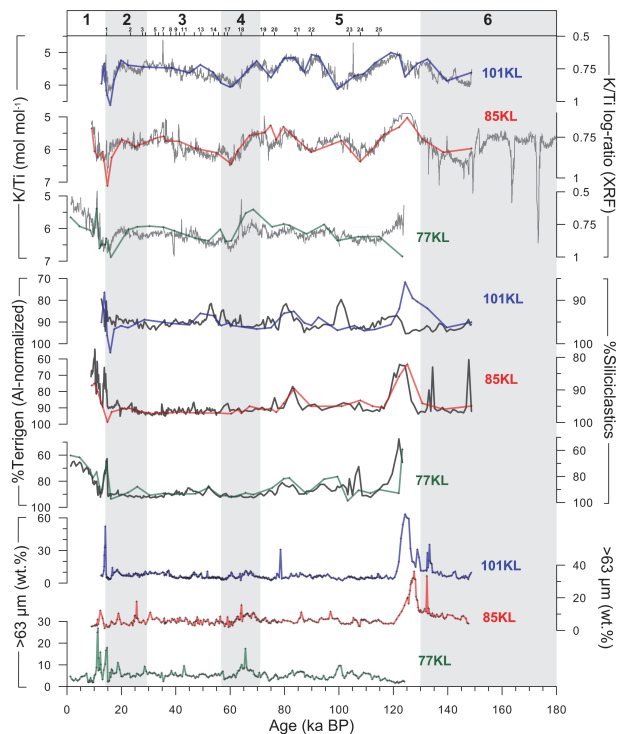 1 2 3 4 5 6
1 2 3 5 7 8 9 11 13 14 17 18 19 20 21 22 23 24 25
5 6 101KL 0.5 0.75 1
5 6 7 85KL 0.75 1
5 6 7 77KL 0.5 0.75 1
K/Ti (mol mol-1)
K/Ti log-ratio (XRF)
70 80 90 100 101KL 90 100
60 70 80 90 100 85KL 80 90 100
60 80 100 77KL 60 70 80 90 100
%Terrigen (Al-normalized)
%Siliciclastics
60 30 0 101KL
85KL 40 20 0
30 20 10 0 77KL
>63 µm (wt.%)
>63 µm (wt.%)
0 20 40 60 80 100 120 140 160 180
Age (ka BP)